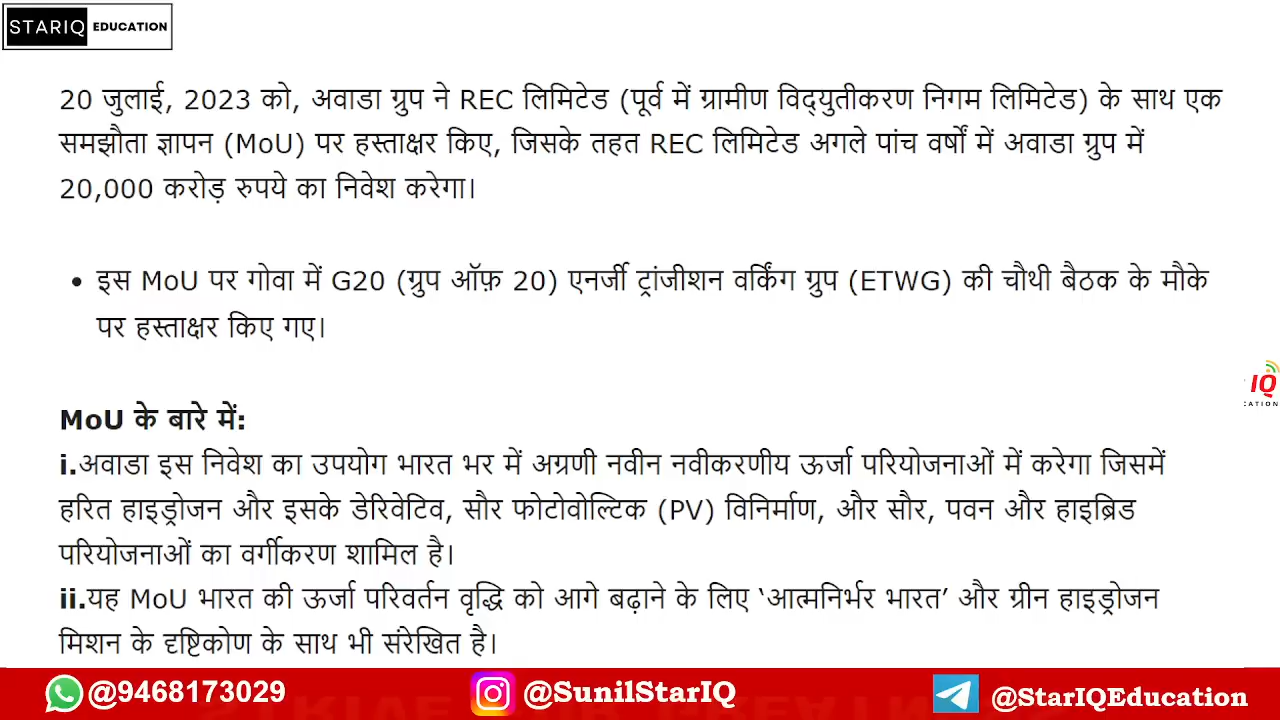 STARIQ EDUCATION
20 जुलाई, 2023 को, अवाडा ग्रुप ने REC लिमिटेड (पूर्व में ग्रामीण विद्युतीकरण निगम लिमिटेड) के साथ एक
समझौता ज्ञापन (MoU) पर हस्ताक्षर किए, जिसके तहत REC लिमिटेड अगले पांच वर्षों में अवाडा ग्रुप में
20,000 करोड़ रुपये का निवेश करेगा।
• इस MoU पर गोवा में G20 (ग्रुप ऑफ़ 20) एनर्जी ट्रांजीशन वर्किंग ग्रुप (ETWG) की चौथी बैठक के मौके
पर हस्ताक्षर किए गए।
IQ
CATION
MoU के बारे में:
i.अवाडा इस निवेश का उपयोग भारत भर में अग्रणी नवीन नवीकरणीय ऊर्जा परियोजनाओं में करेगा जिसमें
हरित हाइड्रोजन और इसके डेरिवेटिव, सौर फोटोवोल्टिक (PV) विनिर्माण, और सौर, पवन और हाइब्रिड
परियोजनाओं का वर्गीकरण शामिल है।
ii.यह MoU भारत की ऊर्जा परिवर्तन वृद्धि को आगे बढ़ाने के लिए ‘आत्मनिर्भर भारत’ और ग्रीन हाइड्रोजन
मिशन के दृष्टिकोण के साथ भी संरेखित है।
@9468173029 @SunilStarIQ @StarIQEducation